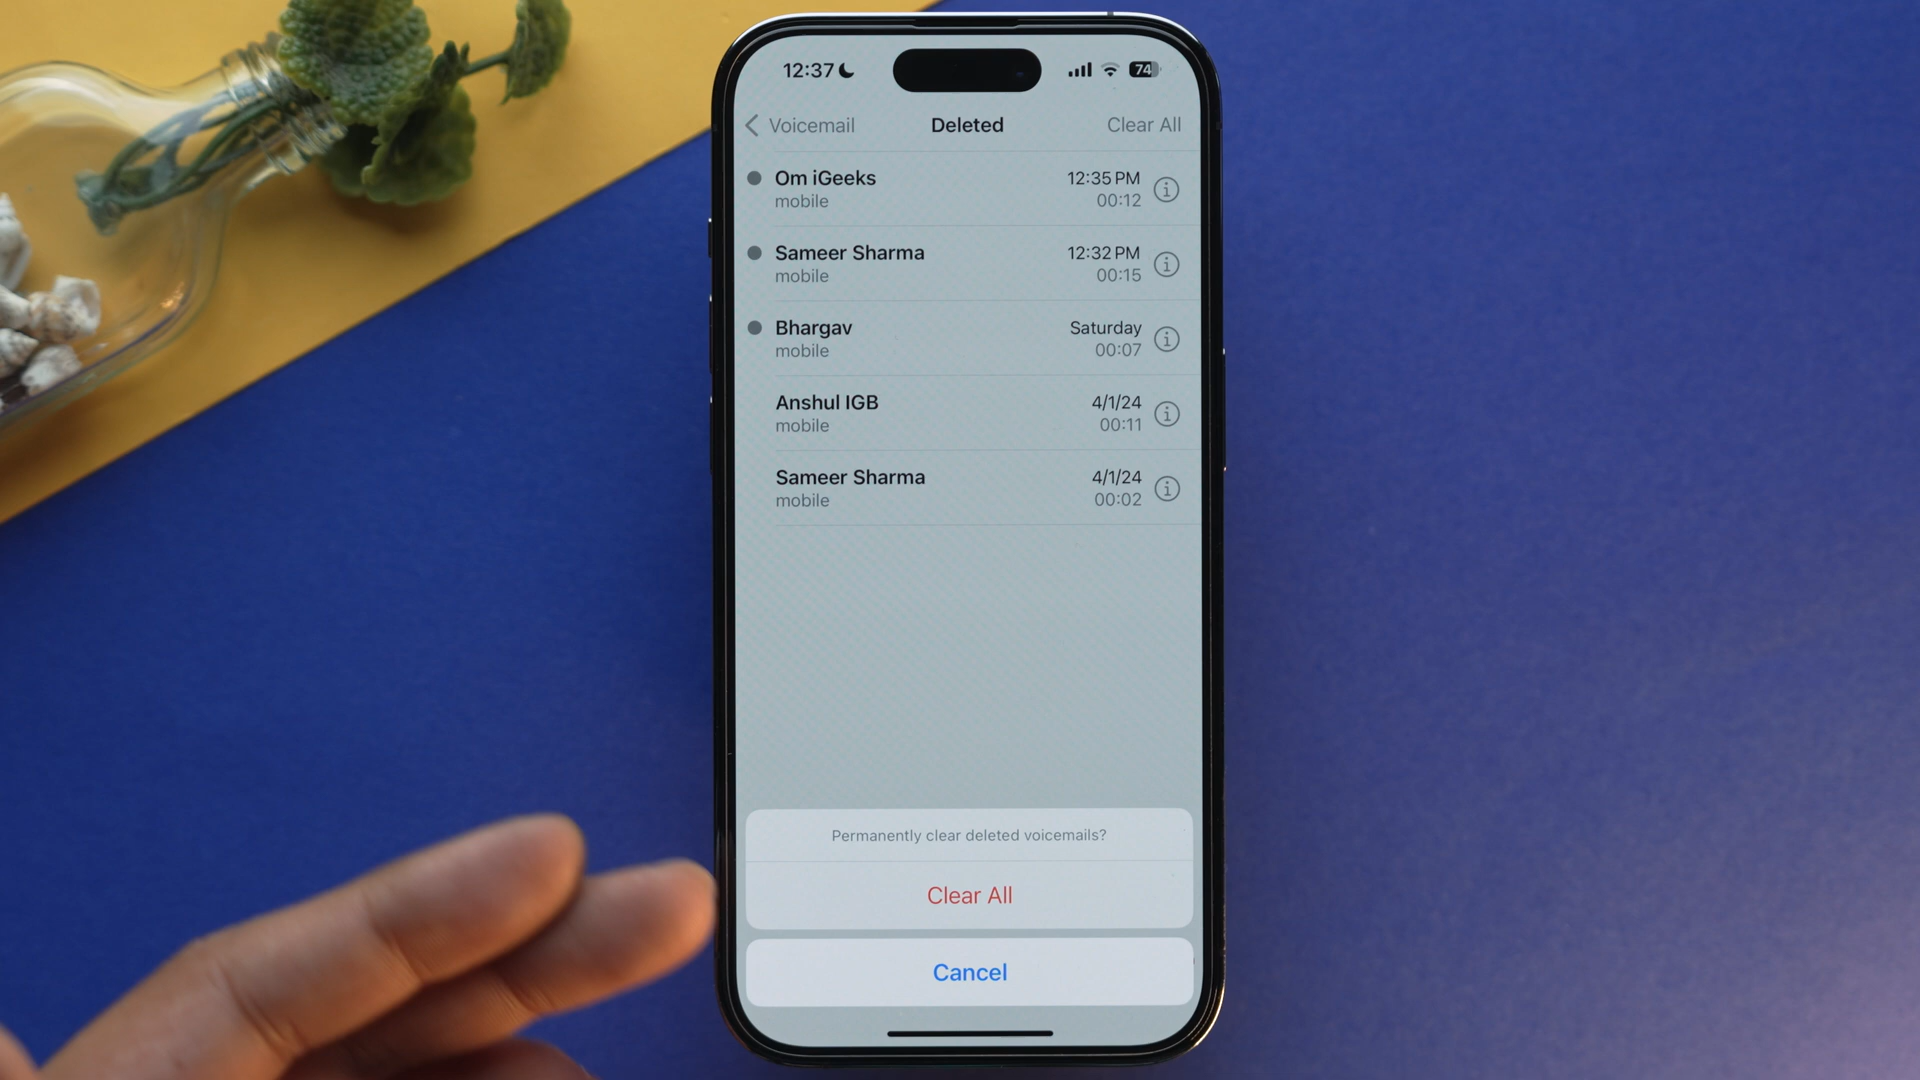 12:37
74
Voicemail Deleted Clear All
Om iGeeks 12:35 PM
mobile 00:12
Sameer Sharma 12:32 PM
mobile 00:15
Bhargav Saturday
mobile 00:07
Anshul IGB 4/1/24
mobile 00:11
Sameer Sharma 4/1/24
mobile 00:02
Permanently clear deleted voicemails?
Clear All
Cancel